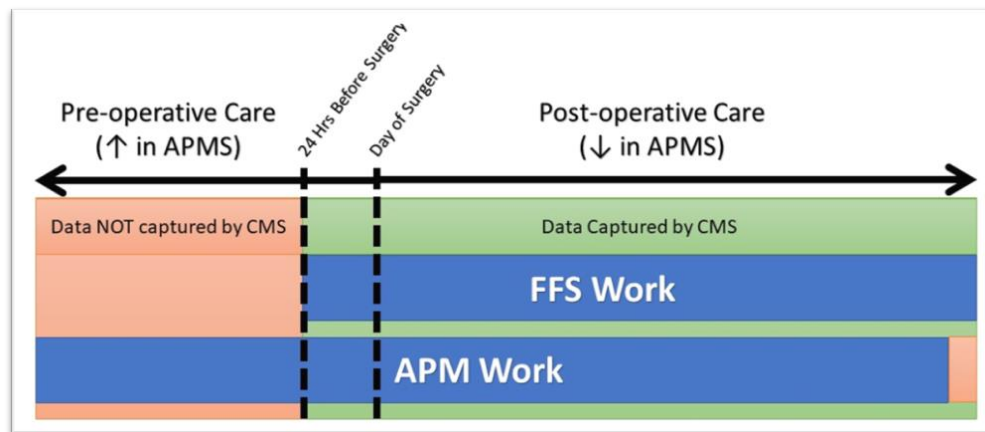 Pre-operative Care
(↑ in APMS)
24 Hrs Before Surgery
Day of Surgery
Post-operative Care
(↓ in APMS)
Data NOT captured by CMS
Data Captured by CMS
FFS Work
APM Work